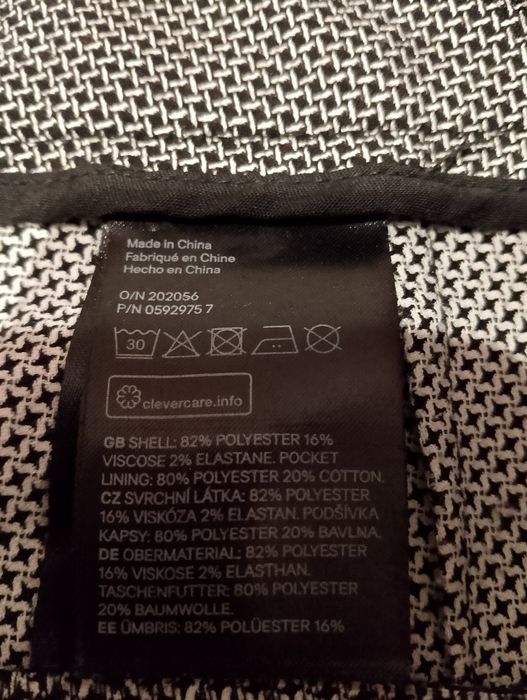 Made in China
Fabriqué en Chine
Hecho en China
O/N 202056
P/N 0592975 7
30
clevercare.info
GB SHELL: 82% POLYESTER 16%
VISCOSE 2% ELASTANE. POCKET
LINING: 80% POLYESTER 20% COTTON.
CZ SVRCHNÍ LÁTKA: 82% POLYESTER
16% VISKÓZA 2% ELASTAN. PODŠÍVKA
KAPSY: 80% POLYESTER 20% BAVLNA.
DE OBERMATERIAL: 82% POLYESTER
16% VISKOSE 2% ELASTHAN.
TASCHENFUTTER: 80% POLYESTER
20% BAUMWOLLE.
EE ÜMBRIS: 82% POLÜESTER 16%